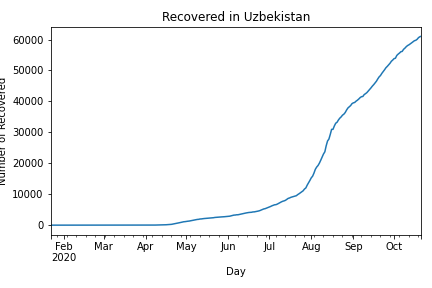 Recovered in Uzbekistan
Number of Recovered
60000
50000
40000
30000
20000
10000
0
Feb Mar Apr May Jun Jul Aug Sep Oct
2020
Day